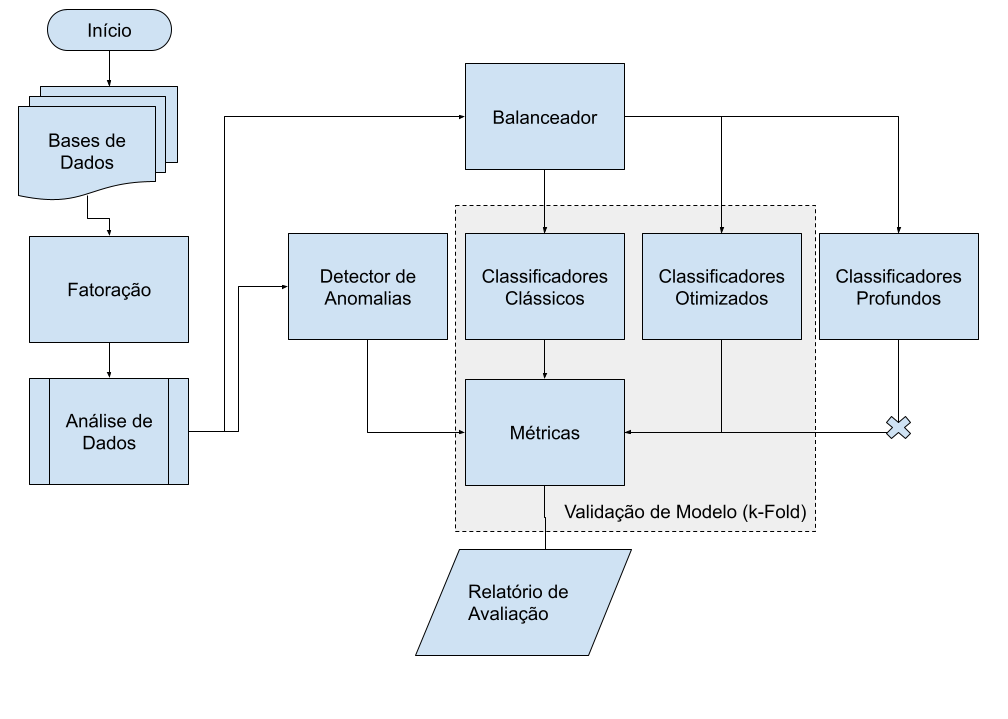 Início
Bases de
Dados
Fatoração
Análise de
Dados
Balanceador
Detector de
Anomalias
Classificadores
Clássicos
Classificadores
Otimizados
Classificadores
Profundos
Métricas
Validação de Modelo (k-Fold)
Relatório de
Avaliação